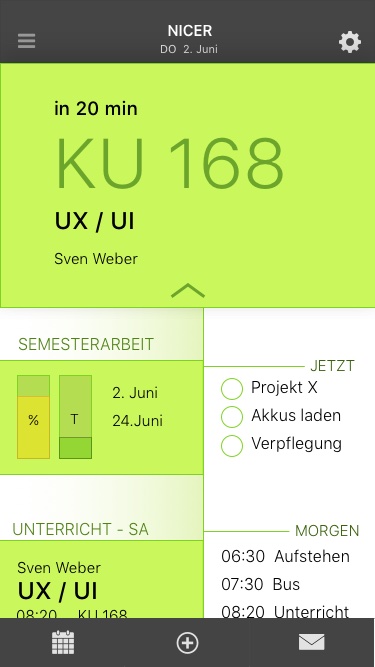 NICER
DO 2. Juni
in 20 min
KU 168
UX / UI
Sven Weber
SEMESTERARBEIT
% T
2. Juni
24.Juni
JETZT
Projekt X
Akkus laden
Verpflegung
UNTERRICHT - SA
Sven Weber
UX / UI
08:20 KU 168
MORGEN
06:30 Aufstehen
07:30 Bus
08:20 Unterricht